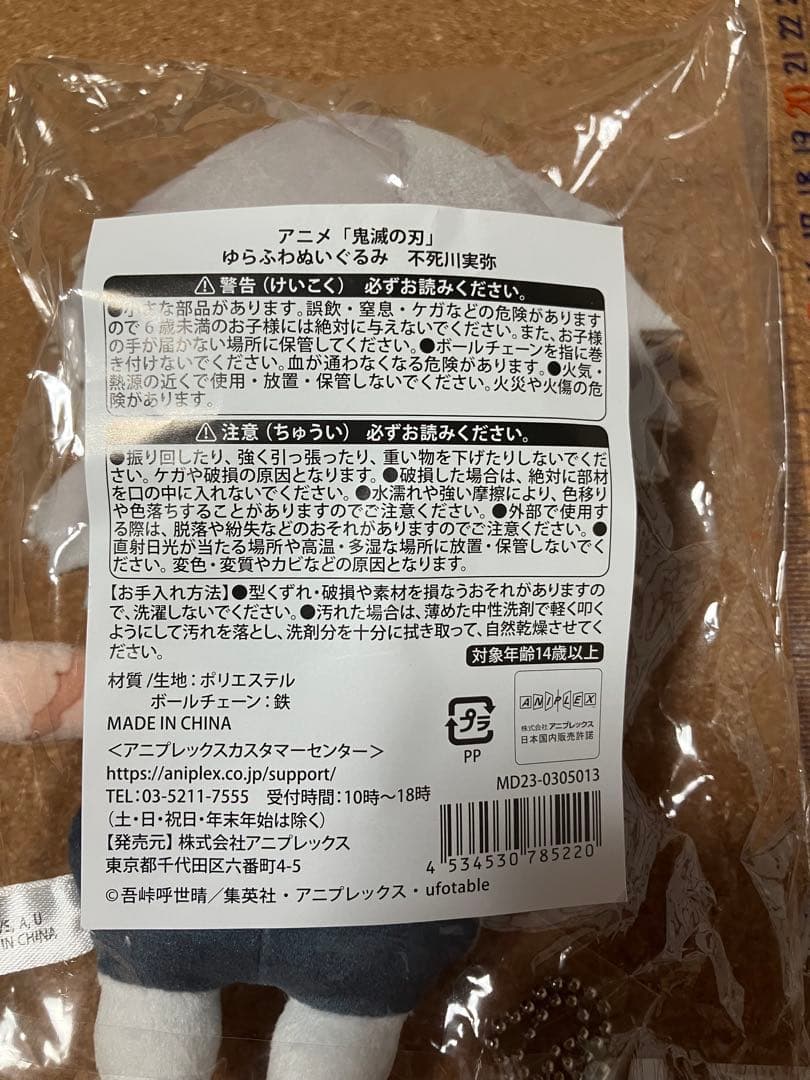 アニメ「鬼滅の刃」
ゆらふわぬいぐるみ　不死川実弥
⚠ 警告（けいこく）　必ずお読みください。
●小さな部品があります。誤飲・窒息・ケガなどの危険があります
ので6歳未満のお子様には絶対に与えないでください。また、お子様
の手が届かない場所に保管してください。●ボールチェーンを指に巻
き付けないでください。血が通わなくなる危険があります。●火気・
熱源の近くで使用・放置・保管しないでください。火災や火傷の危
険があります。
⚠ 注意（ちゅうい）　必ずお読みください。
●振り回したり、強く引っ張ったり、重い物を下げたりしないでくだ
さい。ケガや破損の原因となります。●破損した場合は、絶対に部材
を口の中に入れないでください。●水濡れや強い摩擦により、色移り
や色落ちすることがありますのでご注意ください。●外部で使用す
る際は、脱落や紛失などのおそれがありますのでご注意ください。●
直射日光が当たる場所や高温・多湿な場所に放置・保管しないでくだ
さい。変色・変質やカビなどの原因となります。
【お手入れ方法】●型くずれ・破損や素材を損なうおそれがありますの
で、洗濯しないでください。●汚れた場合は、薄めた中性洗剤で軽く叩く
ようにして汚れを落とし、洗剤分を十分に拭き取って、自然乾燥させてく
ださい。
対象年齢14歳以上
材質/生地：ポリエステル
ボールチェーン：鉄
MADE IN CHINA
＜アニプレックスカスタマーセンター＞
https://aniplex.co.jp/support/
TEL：03-5211-7555　受付時間：10時～18時
（土・日・祝日・年末年始は除く）
【発売元】株式会社アニプレックス
東京都千代田区六番町4-5
©吾峠呼世晴／集英社・アニプレックス・ufotable
プラ
PP
ANIPLEX
株式会社アニプレックス
日本国内販売許諾
MD23-0305013
4 534530 785220
A, U
IN CHINA
18 19 20 21 22